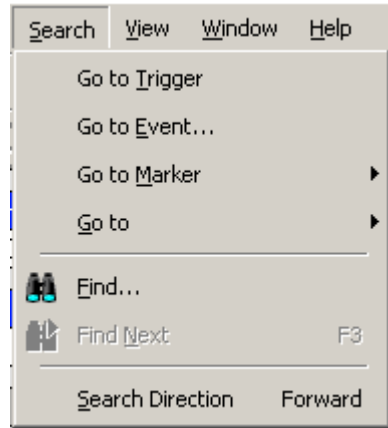 Search View Window Help
Go to Trigger
Go to Event...
Go to Marker
Go to
Find...
Find Next F3
Search Direction Forward